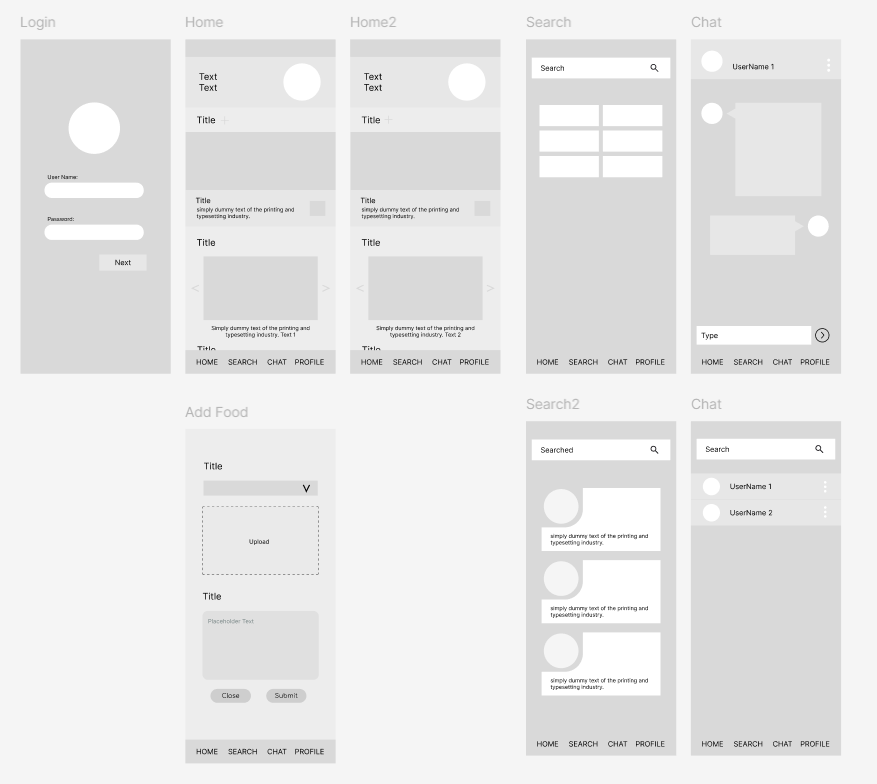 Login
User Name:
Password:
Next
Home
Text
Text
Title +
Title
simply dummy text of the printing and
typesetting industry.
Title
< >
Simply dummy text of the printing and
typesetting industry. Text 1
Title
HOME SEARCH CHAT PROFILE
Home2
Text
Text
Title +
Title
simply dummy text of the printing and
typesetting industry.
Title
< >
Simply dummy text of the printing and
typesetting industry. Text 2
Title
HOME SEARCH CHAT PROFILE
Search
Search
HOME SEARCH CHAT PROFILE
Chat
UserName 1
Type
HOME SEARCH CHAT PROFILE
Add Food
Title
V
Upload
Title
Placeholder Text
Close Submit
HOME SEARCH CHAT PROFILE
Search2
Searched
simply dummy text of the printing and
typesetting industry.
simply dummy text of the printing and
typesetting industry.
simply dummy text of the printing and
typesetting industry.
HOME SEARCH CHAT PROFILE
Chat
Search
UserName 1
UserName 2
HOME SEARCH CHAT PROFILE